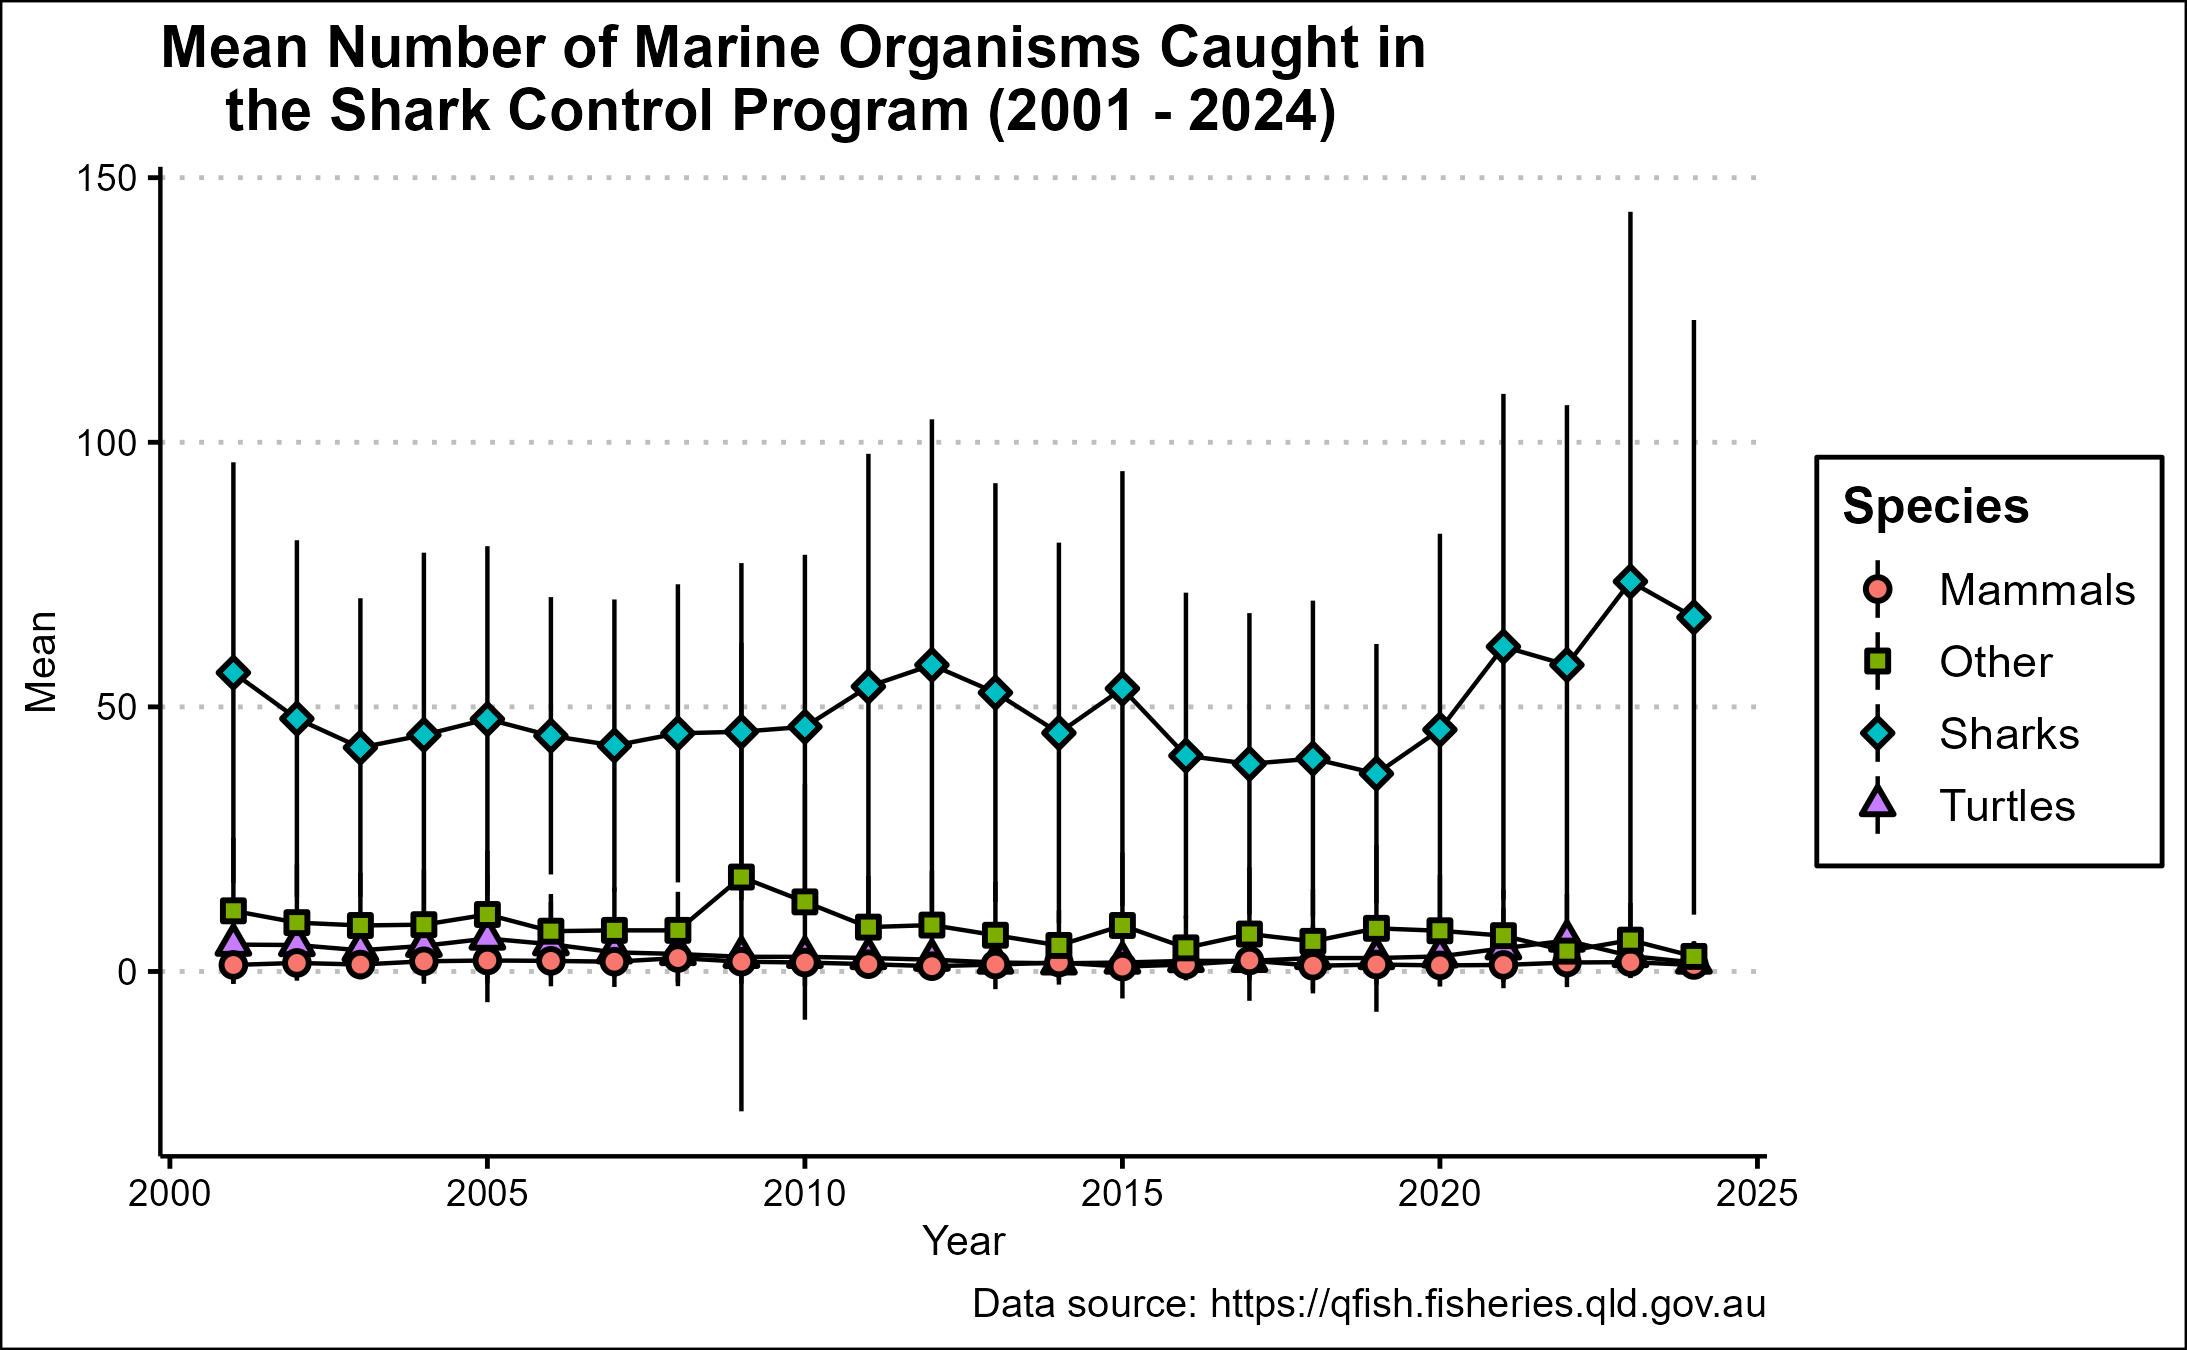 Mean Number of Marine Organisms Caught in
the Shark Control Program (2001 - 2024)
150
100
50
0
Mean
2000
2005
2010
2015
2020
2025
Year
Species
Mammals
Other
Sharks
Turtles
Data source: https://qfish.fisheries.qld.gov.au